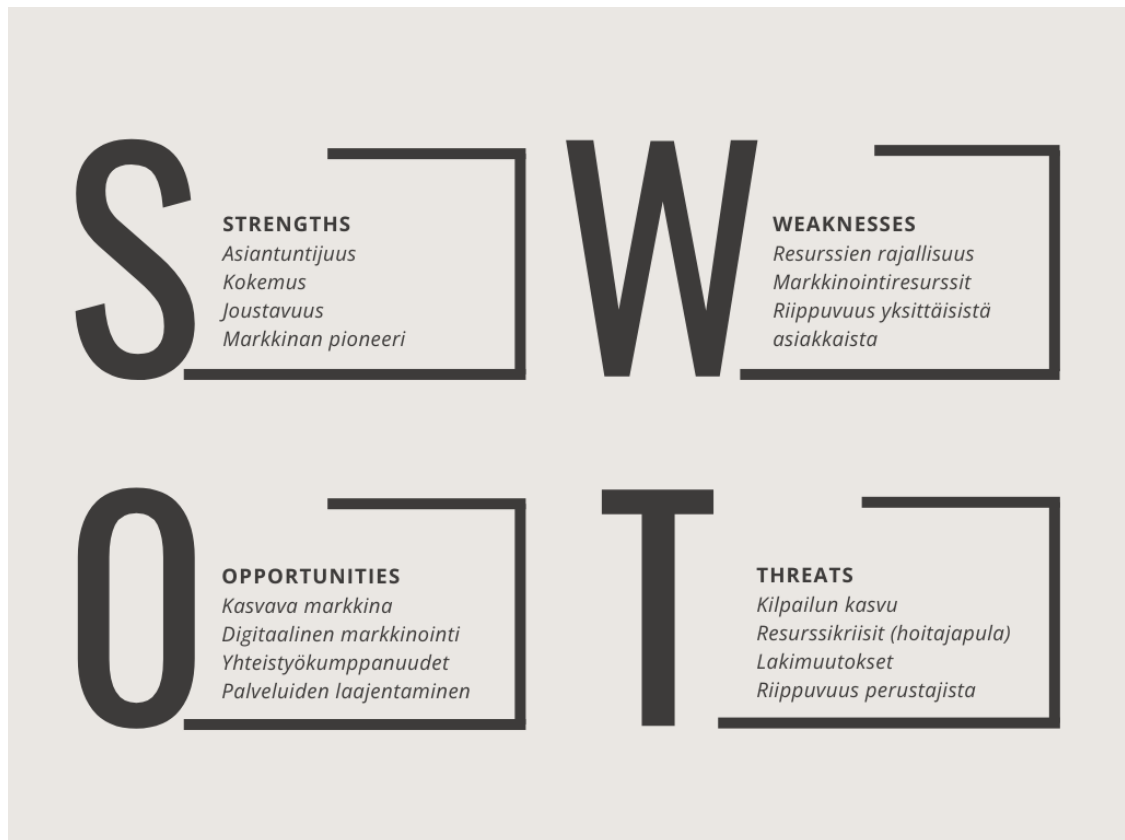 S
STRENGTHS
Asiantuntijuus
Kokemus
Joustavuus
Markkinan pioneeri
W
WEAKNESSES
Resurssien rajallisuus
Markkinointiresurssit
Riippuvuus yksittäisistä
asiakkaista
O
OPPORTUNITIES
Kasvava markkina
Digitaalinen markkinointi
Yhteistyökumppanuudet
Palveluiden laajentaminen
T
THREATS
Kilpailun kasvu
Resurssikriisit (hoitajapula)
Lakimuutokset
Riippuvuus perustajista